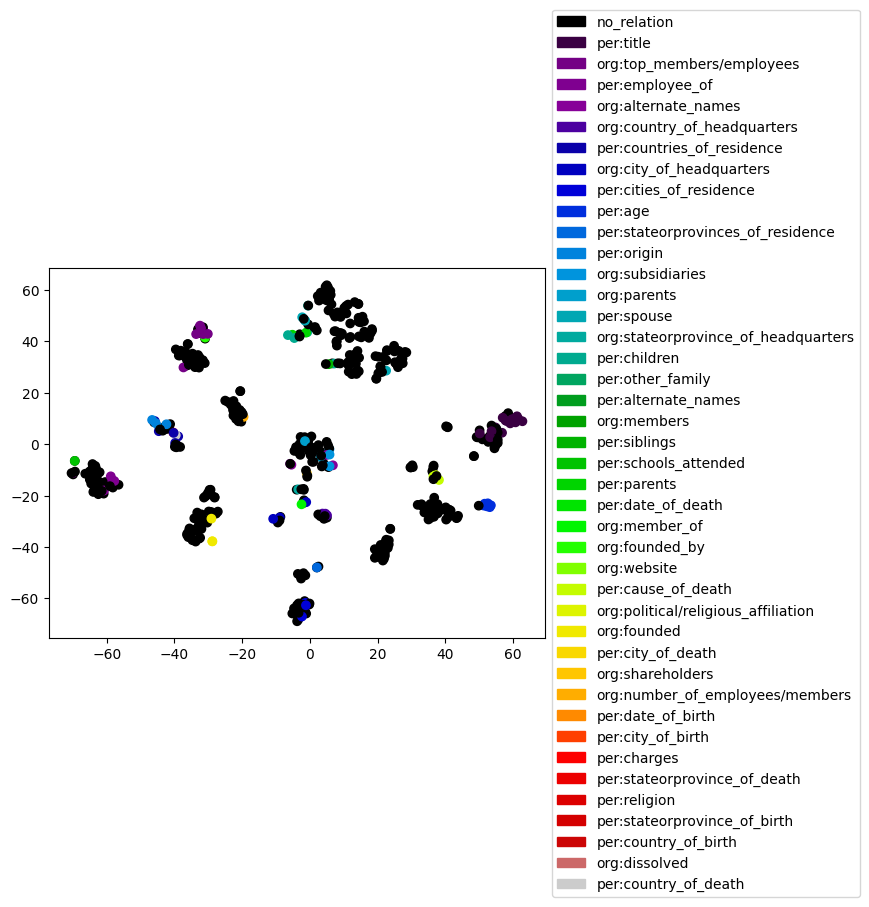 no_relation
per:title
org:top_members/employees
per:employee_of
org:alternate_names
org:country_of_headquarters
per:countries_of_residence
org:city_of_headquarters
per:cities_of_residence
per:age
per:stateorprovinces_of_residence
per:origin
org:subsidiaries
org:parents
per:spouse
org:stateorprovince_of_headquarters
per:children
per:other_family
per:alternate_names
org:members
per:siblings
per:schools_attended
per:parents
per:date_of_death
org:member_of
org:founded_by
org:website
per:cause_of_death
org:political/religious_affiliation
org:founded
per:city_of_death
org:shareholders
org:number_of_employees/members
per:date_of_birth
per:city_of_birth
per:charges
per:stateorprovince_of_death
per:religion
per:stateorprovince_of_birth
per:country_of_birth
org:dissolved
per:country_of_death
60
40
20
0
−20
−40
−60
−60 −40 −20 0 20 40 60